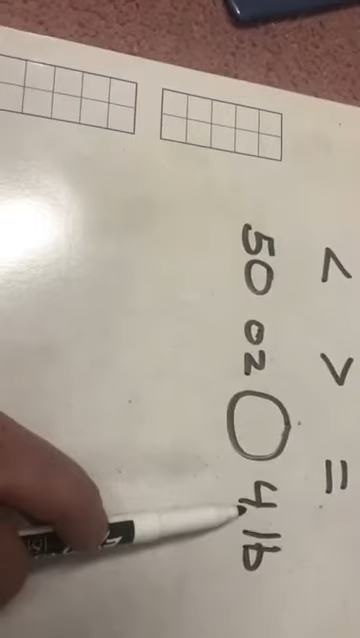 < > =
50 oz ◯ 4 lb